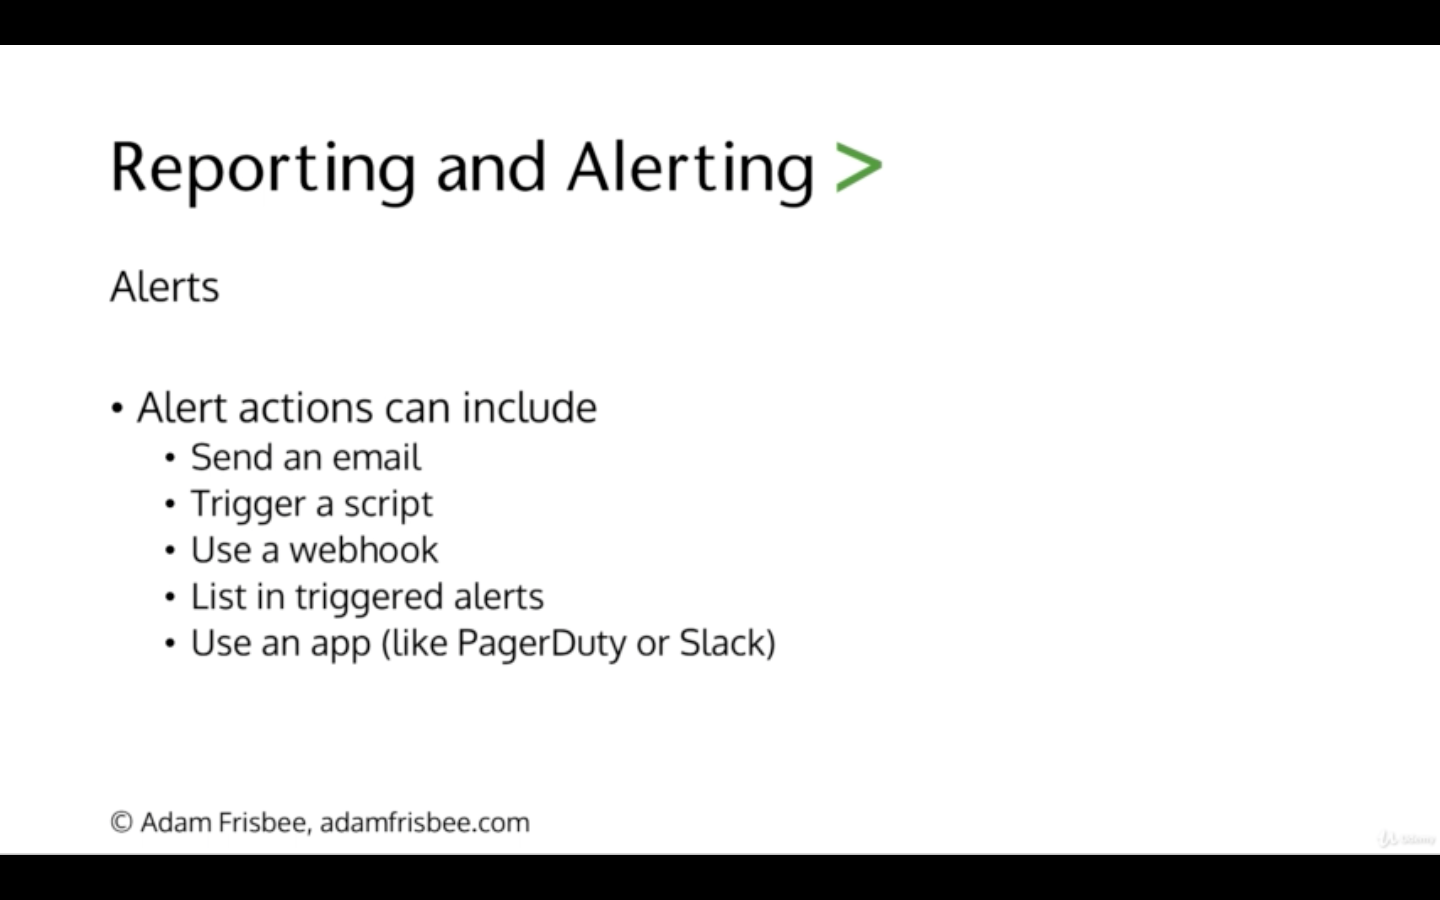 Reporting and Alerting >
Alerts
• Alert actions can include
• Send an email
• Trigger a script
• Use a webhook
• List in triggered alerts
• Use an app (like PagerDuty or Slack)
© Adam Frisbee, adamfrisbee.com
Udemy